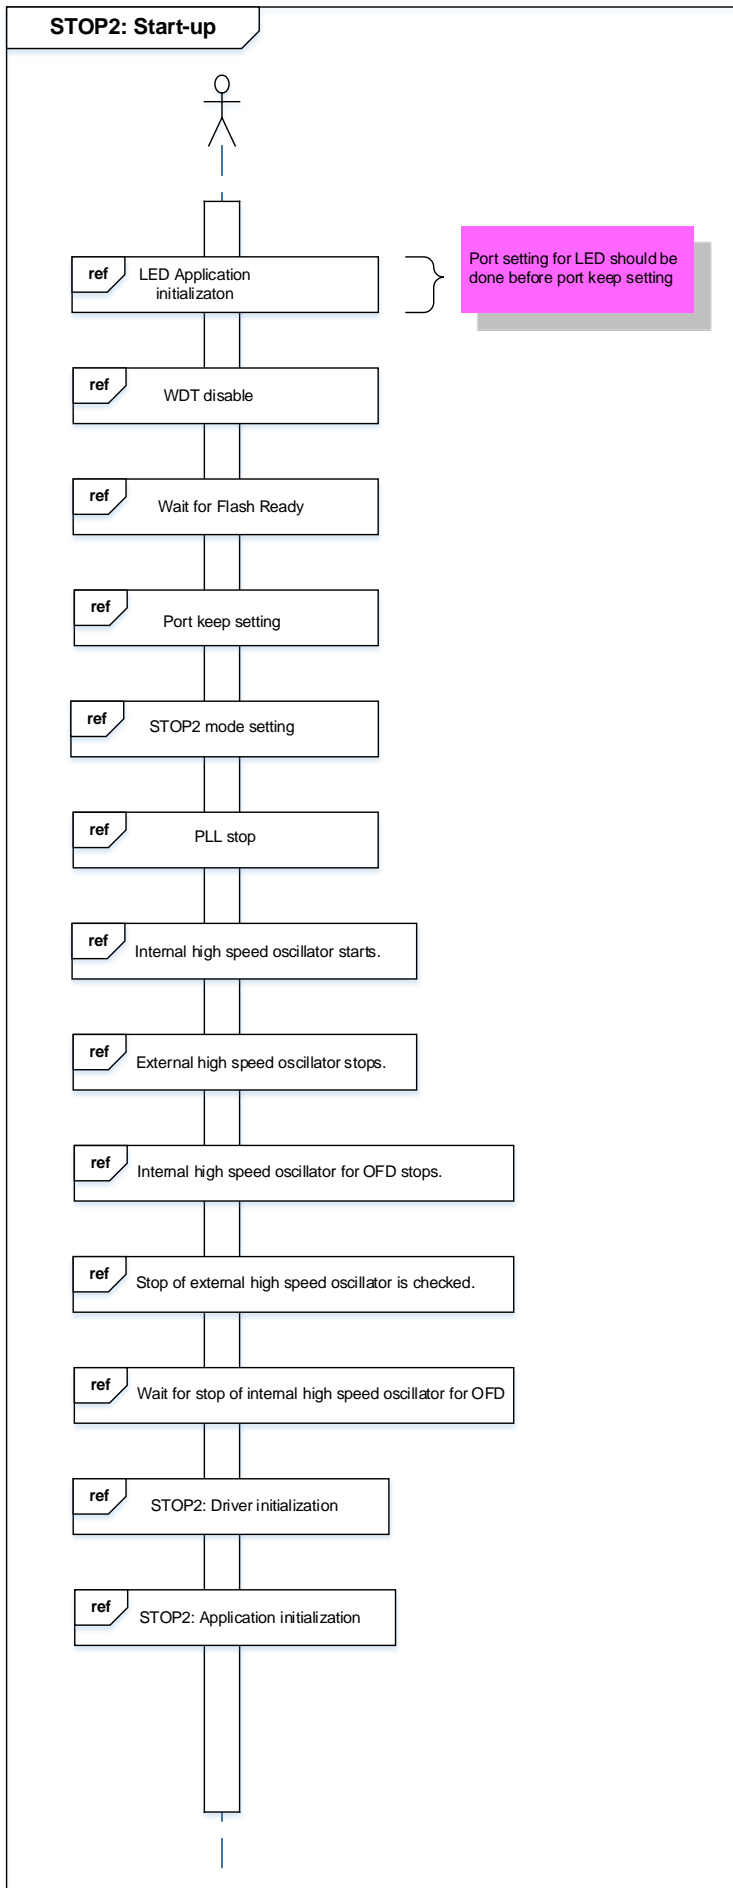 STOP2: Start-up
ref
LED Application
initializaton
Port setting for LED should be
done before port keep setting
ref
WDT disable
ref
Wait for Flash Ready
ref
Port keep setting
ref
STOP2 mode setting
ref
PLL stop
ref
Internal high speed oscillator starts.
ref
External high speed oscillator stops.
ref
Internal high speed oscillator for OFD stops.
ref
Stop of external high speed oscillator is checked.
ref
Wait for stop of internal high speed oscillator for OFD
ref
STOP2: Driver initialization
ref
STOP2: Application initialization